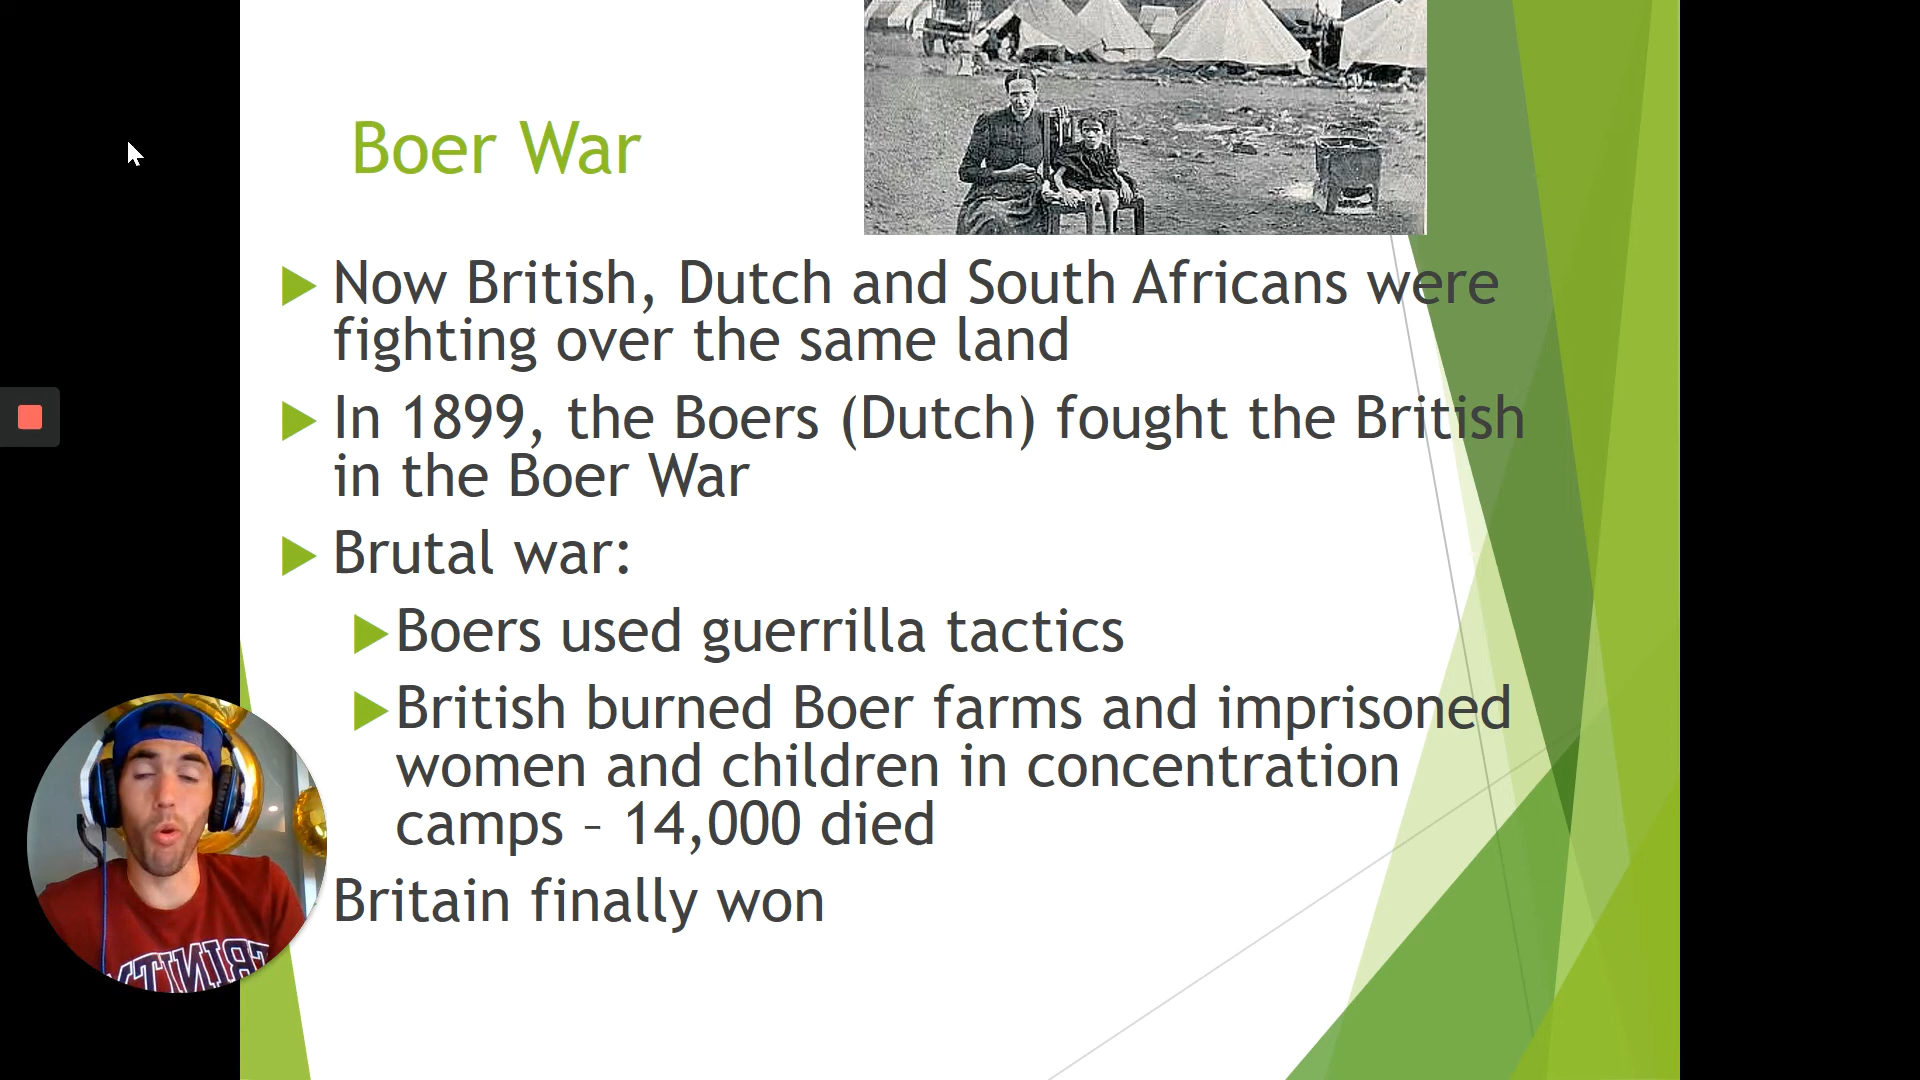 Boer War
Now British, Dutch and South Africans were
fighting over the same land
In 1899, the Boers (Dutch) fought the British
in the Boer War
Brutal war:
Boers used guerrilla tactics
British burned Boer farms and imprisoned
women and children in concentration
camps – 14,000 died
Britain finally won
TRINITY